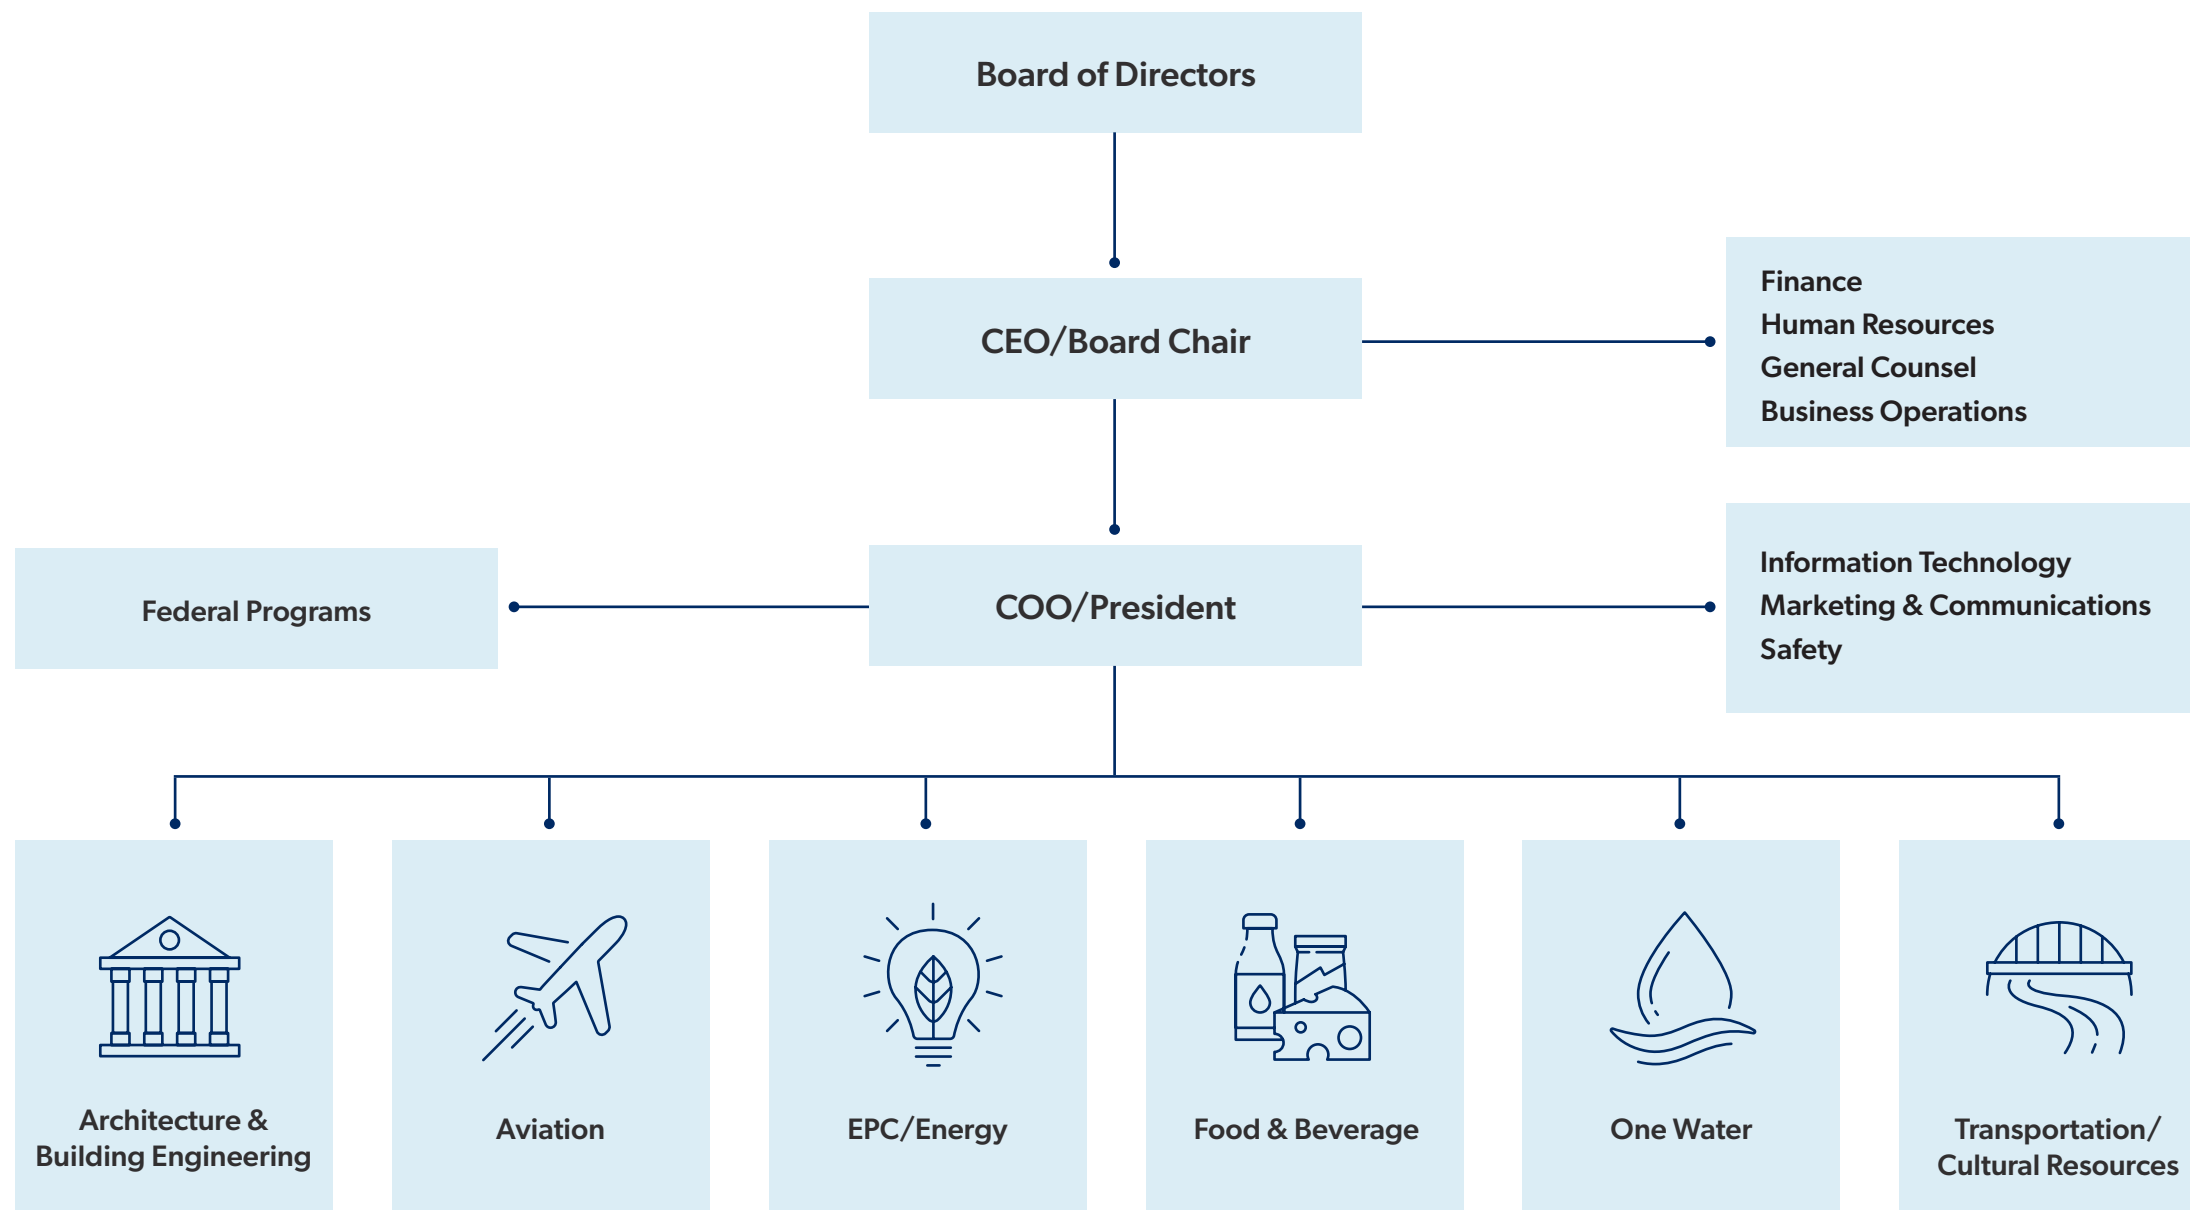 Board of Directors
CEO/Board Chair
Finance
Human Resources
General Counsel
Business Operations
Federal Programs
COO/President
Information Technology
Marketing & Communications
Safety
Architecture &
Building Engineering
Aviation
EPC/Energy
Food & Beverage
One Water
Transportation/
Cultural Resources